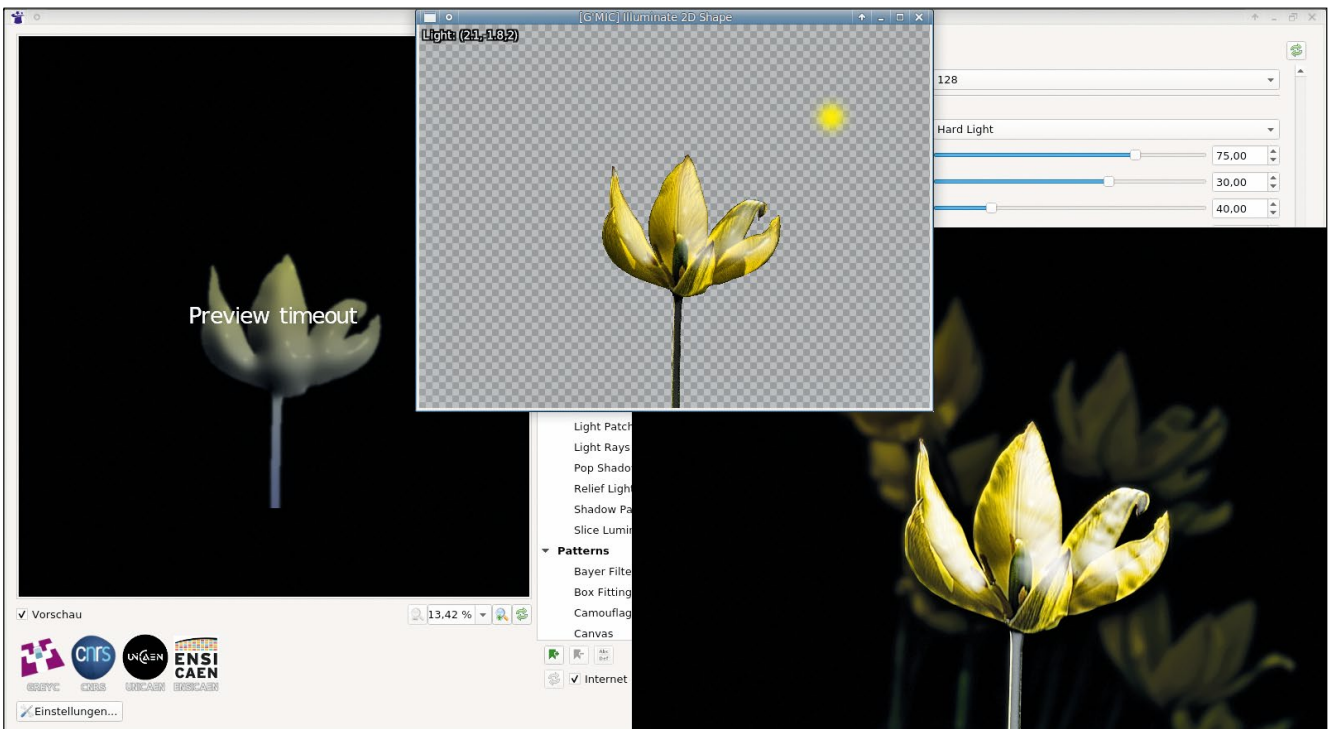 [G'MIC] Illuminate 2D Shape
Light: (2.1,-1.8,2)
128
Hard Light
75,00
30,00
40,00
Preview timeout
Light Patch
Light Rays
Pop Shado
Relief Light
Shadow Pa
Slice Lumin
Patterns
Bayer Filte
Box Fitting
Camouflag
Canvas
Vorschau
13,42 %
Internet
cnrs
UNICAEN
ENSI
CAEN
GREYC
CNRS
UNICAEN
ENSICAEN
Einstellungen...